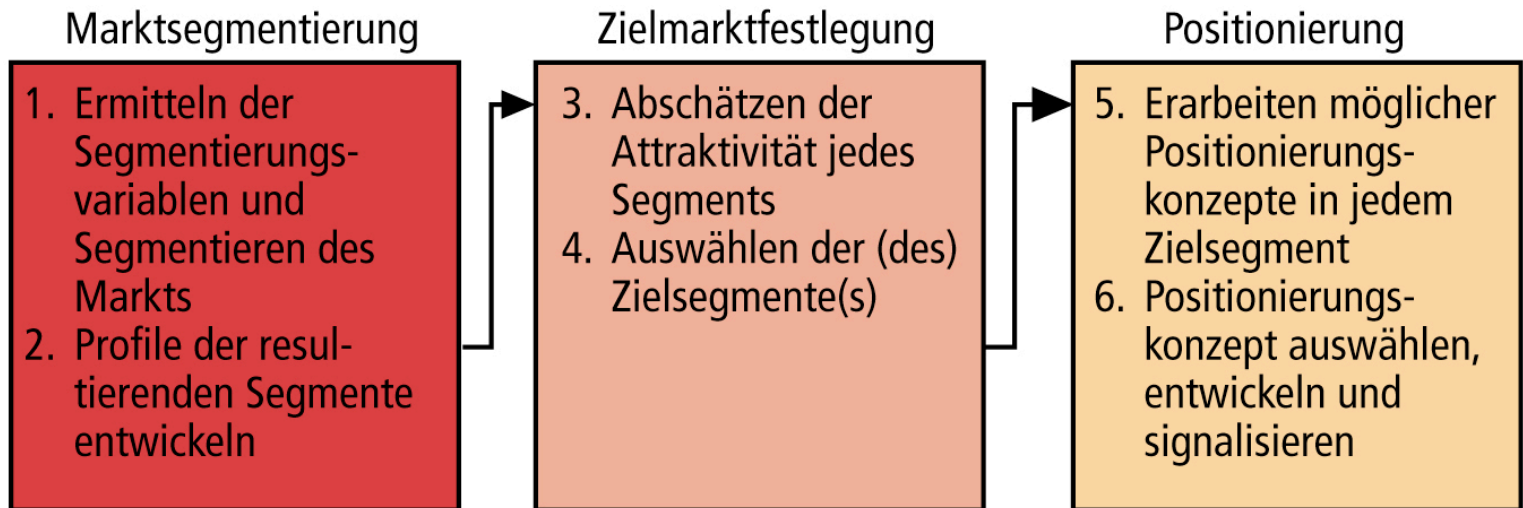 Marktsegmentierung
1. Ermitteln der
Segmentierungs-
variablen und
Segmentieren des
Markts
2. Profile der resul-
tierenden Segmente
entwickeln
Zielmarktfestlegung
3. Abschätzen der
Attraktivität jedes
Segments
4. Auswählen der (des)
Zielsegmente(s)
Positionierung
5. Erarbeiten möglicher
Positionierungs-
konzepte in jedem
Zielsegment
6. Positionierungs-
konzept auswählen,
entwickeln und
signalisieren